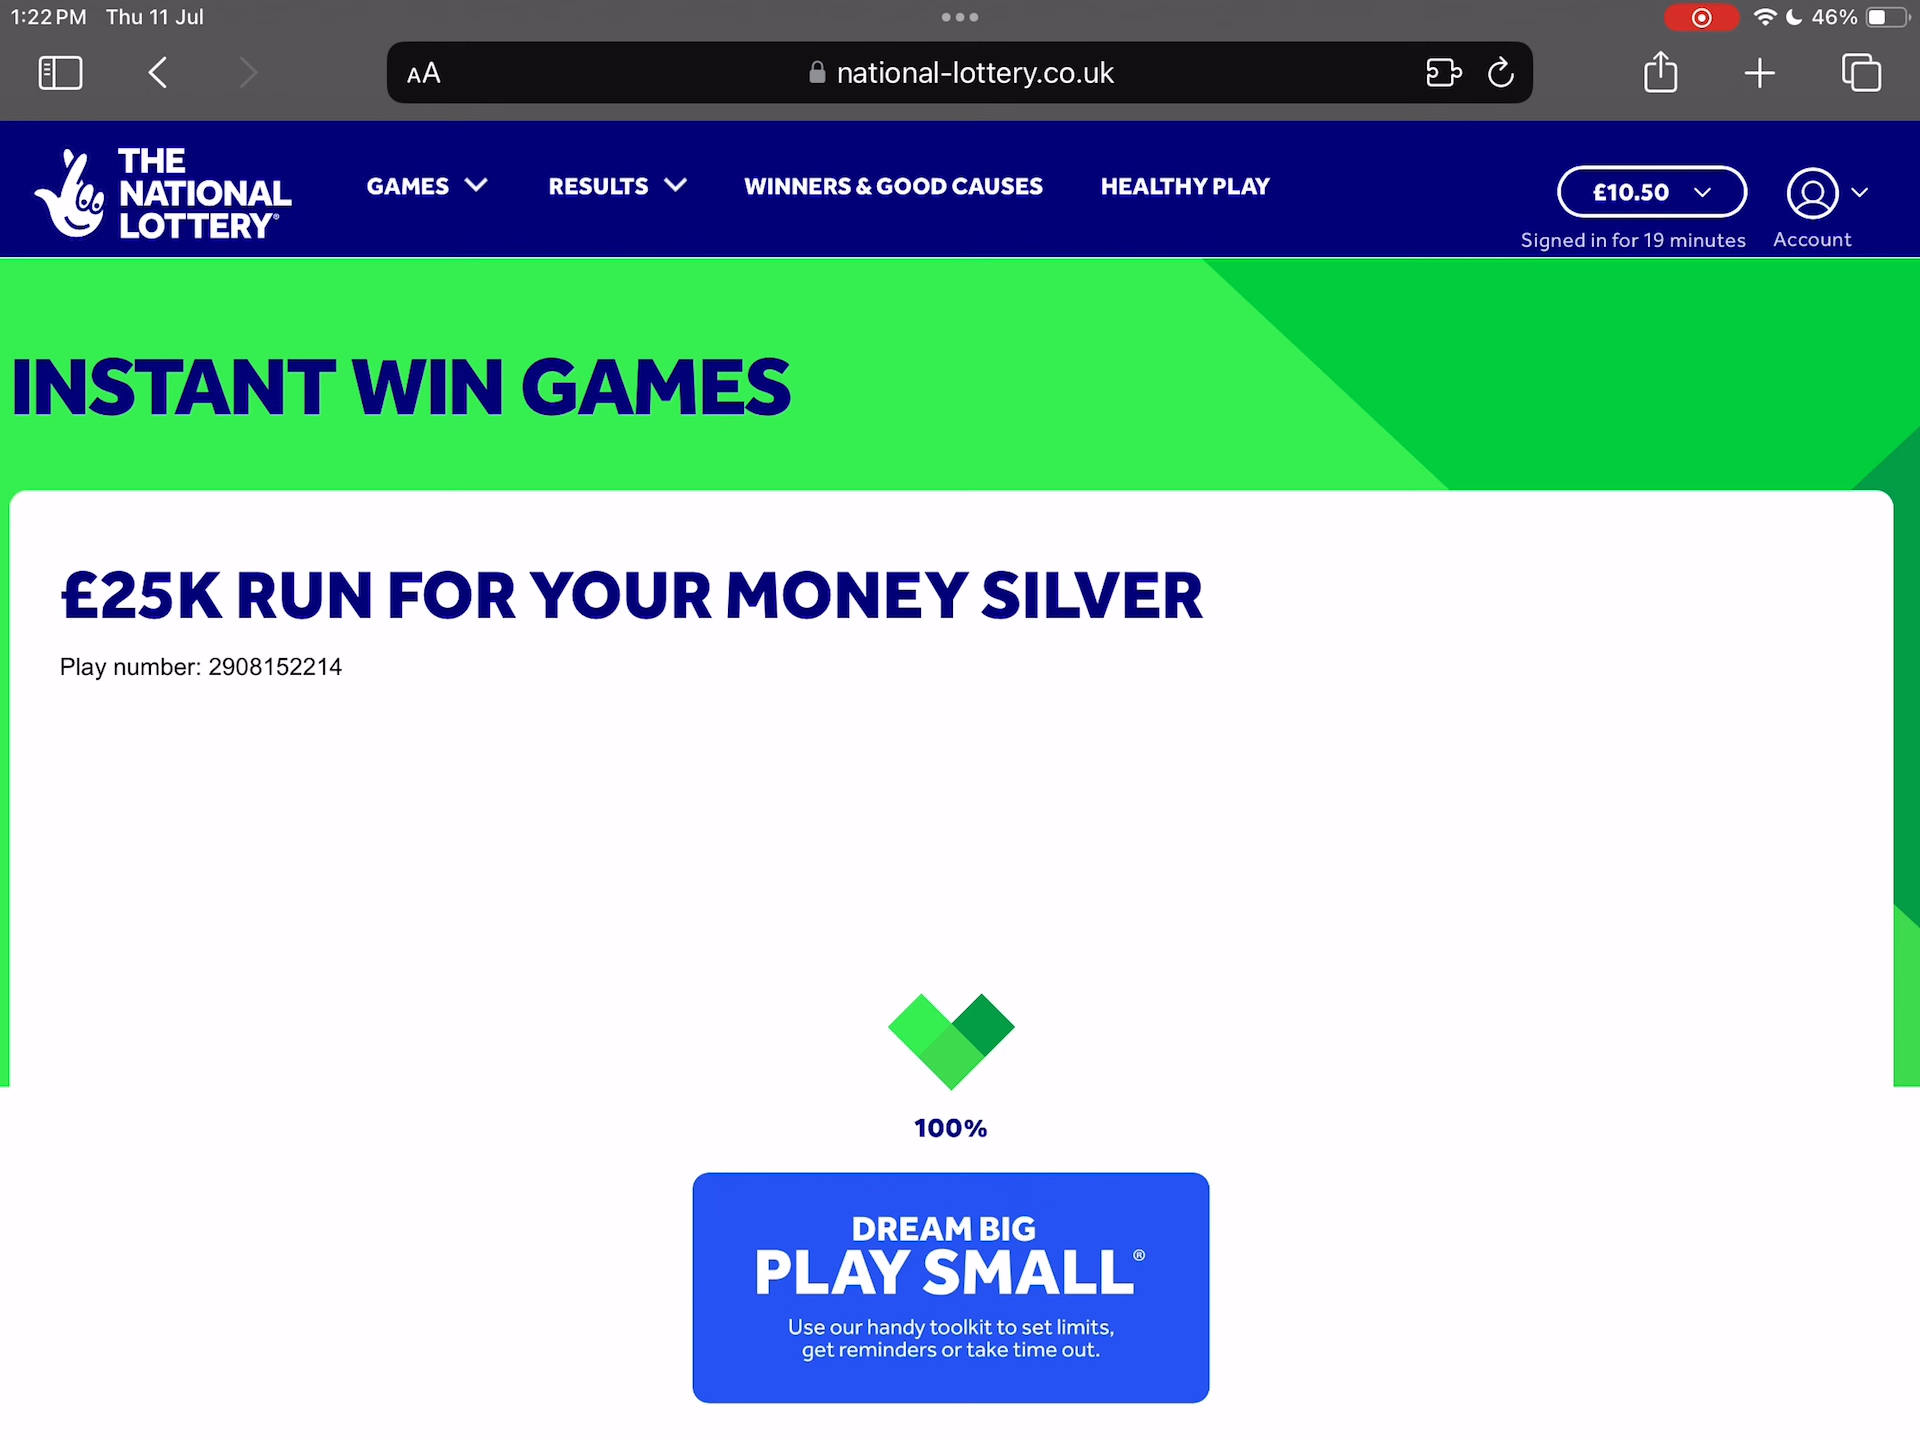 1:22 PM Thu 11 Jul
46%
AA
national-lottery.co.uk
THE
NATIONAL
LOTTERY®
GAMES
RESULTS
WINNERS & GOOD CAUSES
HEALTHY PLAY
£10.50
Signed in for 19 minutes
Account
INSTANT WIN GAMES
£25K RUN FOR YOUR MONEY SILVER
Play number: 2908152214
100%
DREAM BIG
PLAY SMALL®
Use our handy toolkit to set limits,
get reminders or take time out.